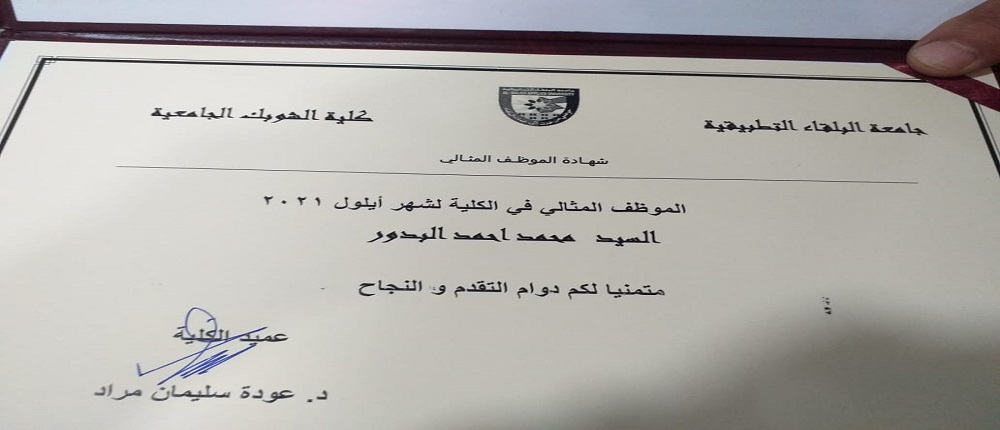 جامعة البلقاء التطبيقية
كلية الشوبك الجامعية
شهادة الموظف المثالي
الموظف المثالي في الكلية لشهر أيلول ٢٠٢١
السيد محمد احمد البدور
متمنيا لكم دوام التقدم و النجاح
عميد الكلية
د. عودة سليمان مراد